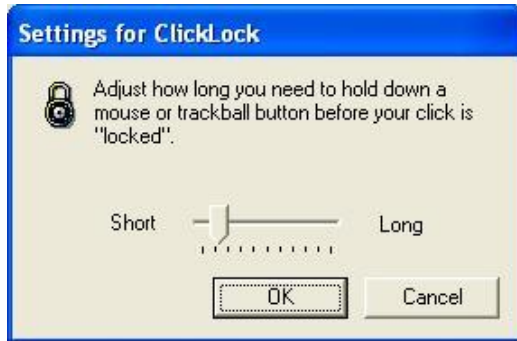 Settings for ClickLock
Adjust how long you need to hold down a
mouse or trackball button before your click is
"locked".
Short Long
OK Cancel